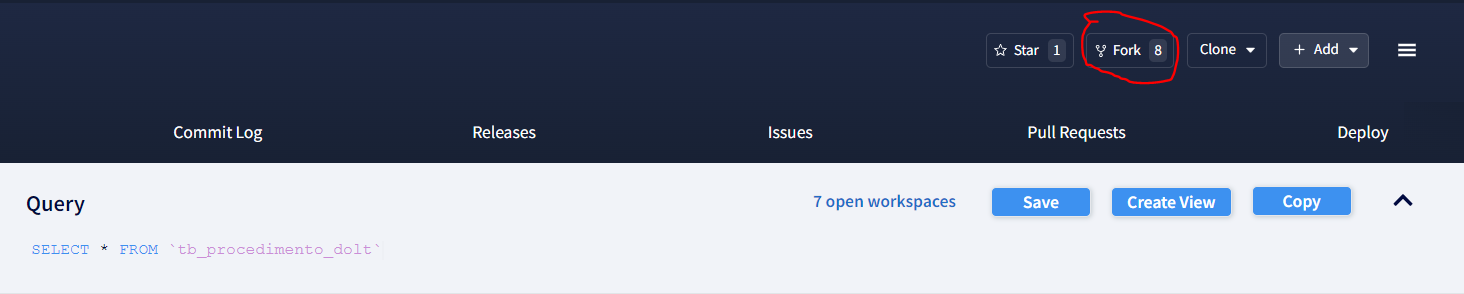 Star 1 Fork 8 Clone + Add
Commit Log Releases Issues Pull Requests Deploy
Query 7 open workspaces Save Create View Copy
SELECT * FROM `tb_procedimento_dolt`